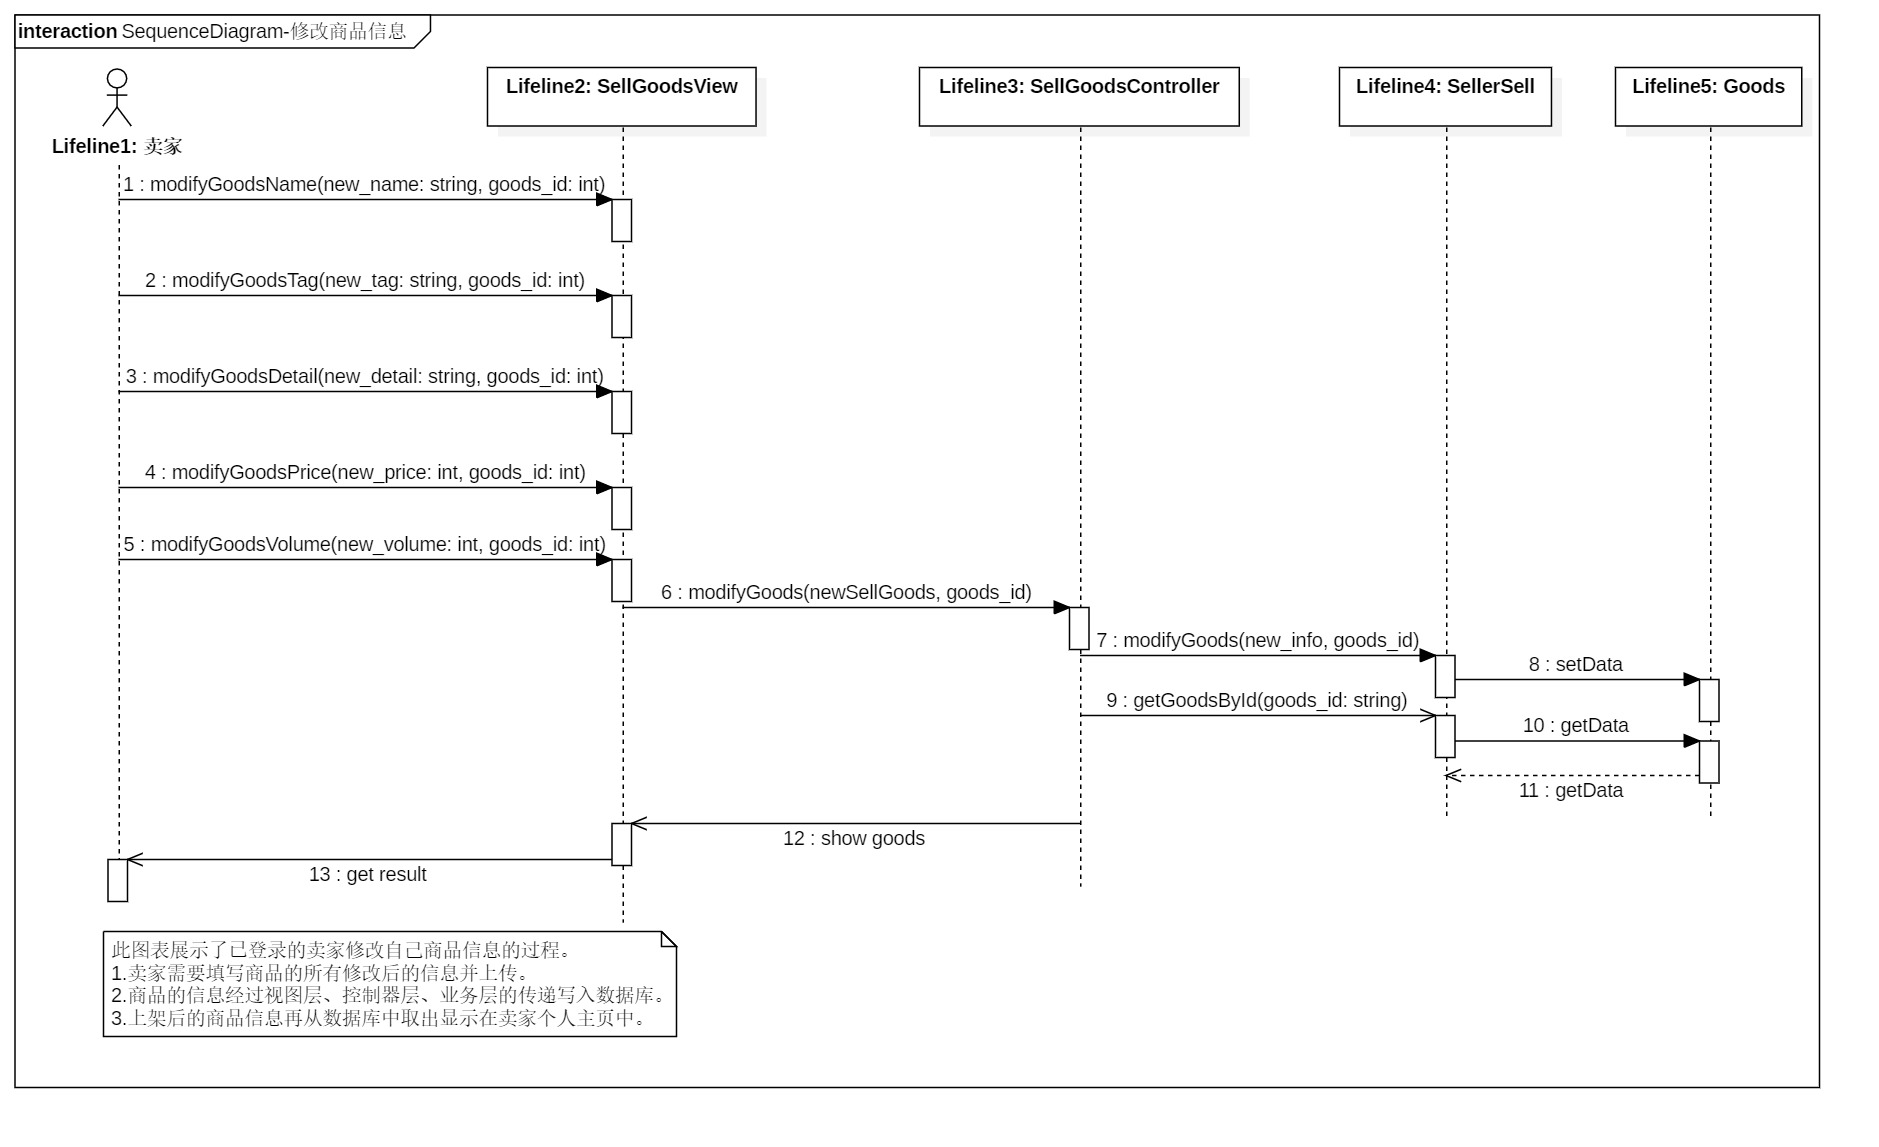 interaction SequenceDiagram-修改商品信息
Lifeline2: SellGoodsView
Lifeline3: SellGoodsController
Lifeline4: SellerSell
Lifeline5: Goods
Lifeline1: 卖家
1 : modifyGoodsName(new_name: string, goods_id: int)
2 : modifyGoodsTag(new_tag: string, goods_id: int)
3 : modifyGoodsDetail(new_detail: string, goods_id: int)
4 : modifyGoodsPrice(new_price: int, goods_id: int)
5 : modifyGoodsVolume(new_volume: int, goods_id: int)
6 : modifyGoods(newSellGoods, goods_id)
7 : modifyGoods(new_info, goods_id)
8 : setData
9 : getGoodsById(goods_id: string)
10 : getData
11 : getData
12 : show goods
13 : get result
此图表展示了已登录的卖家修改自己商品信息的过程。
1.卖家需要填写商品的所有修改后的信息并上传。
2.商品的信息经过视图层、控制器层、业务层的传递写入数据库。
3.上架后的商品信息再从数据库中取出显示在卖家个人主页中。